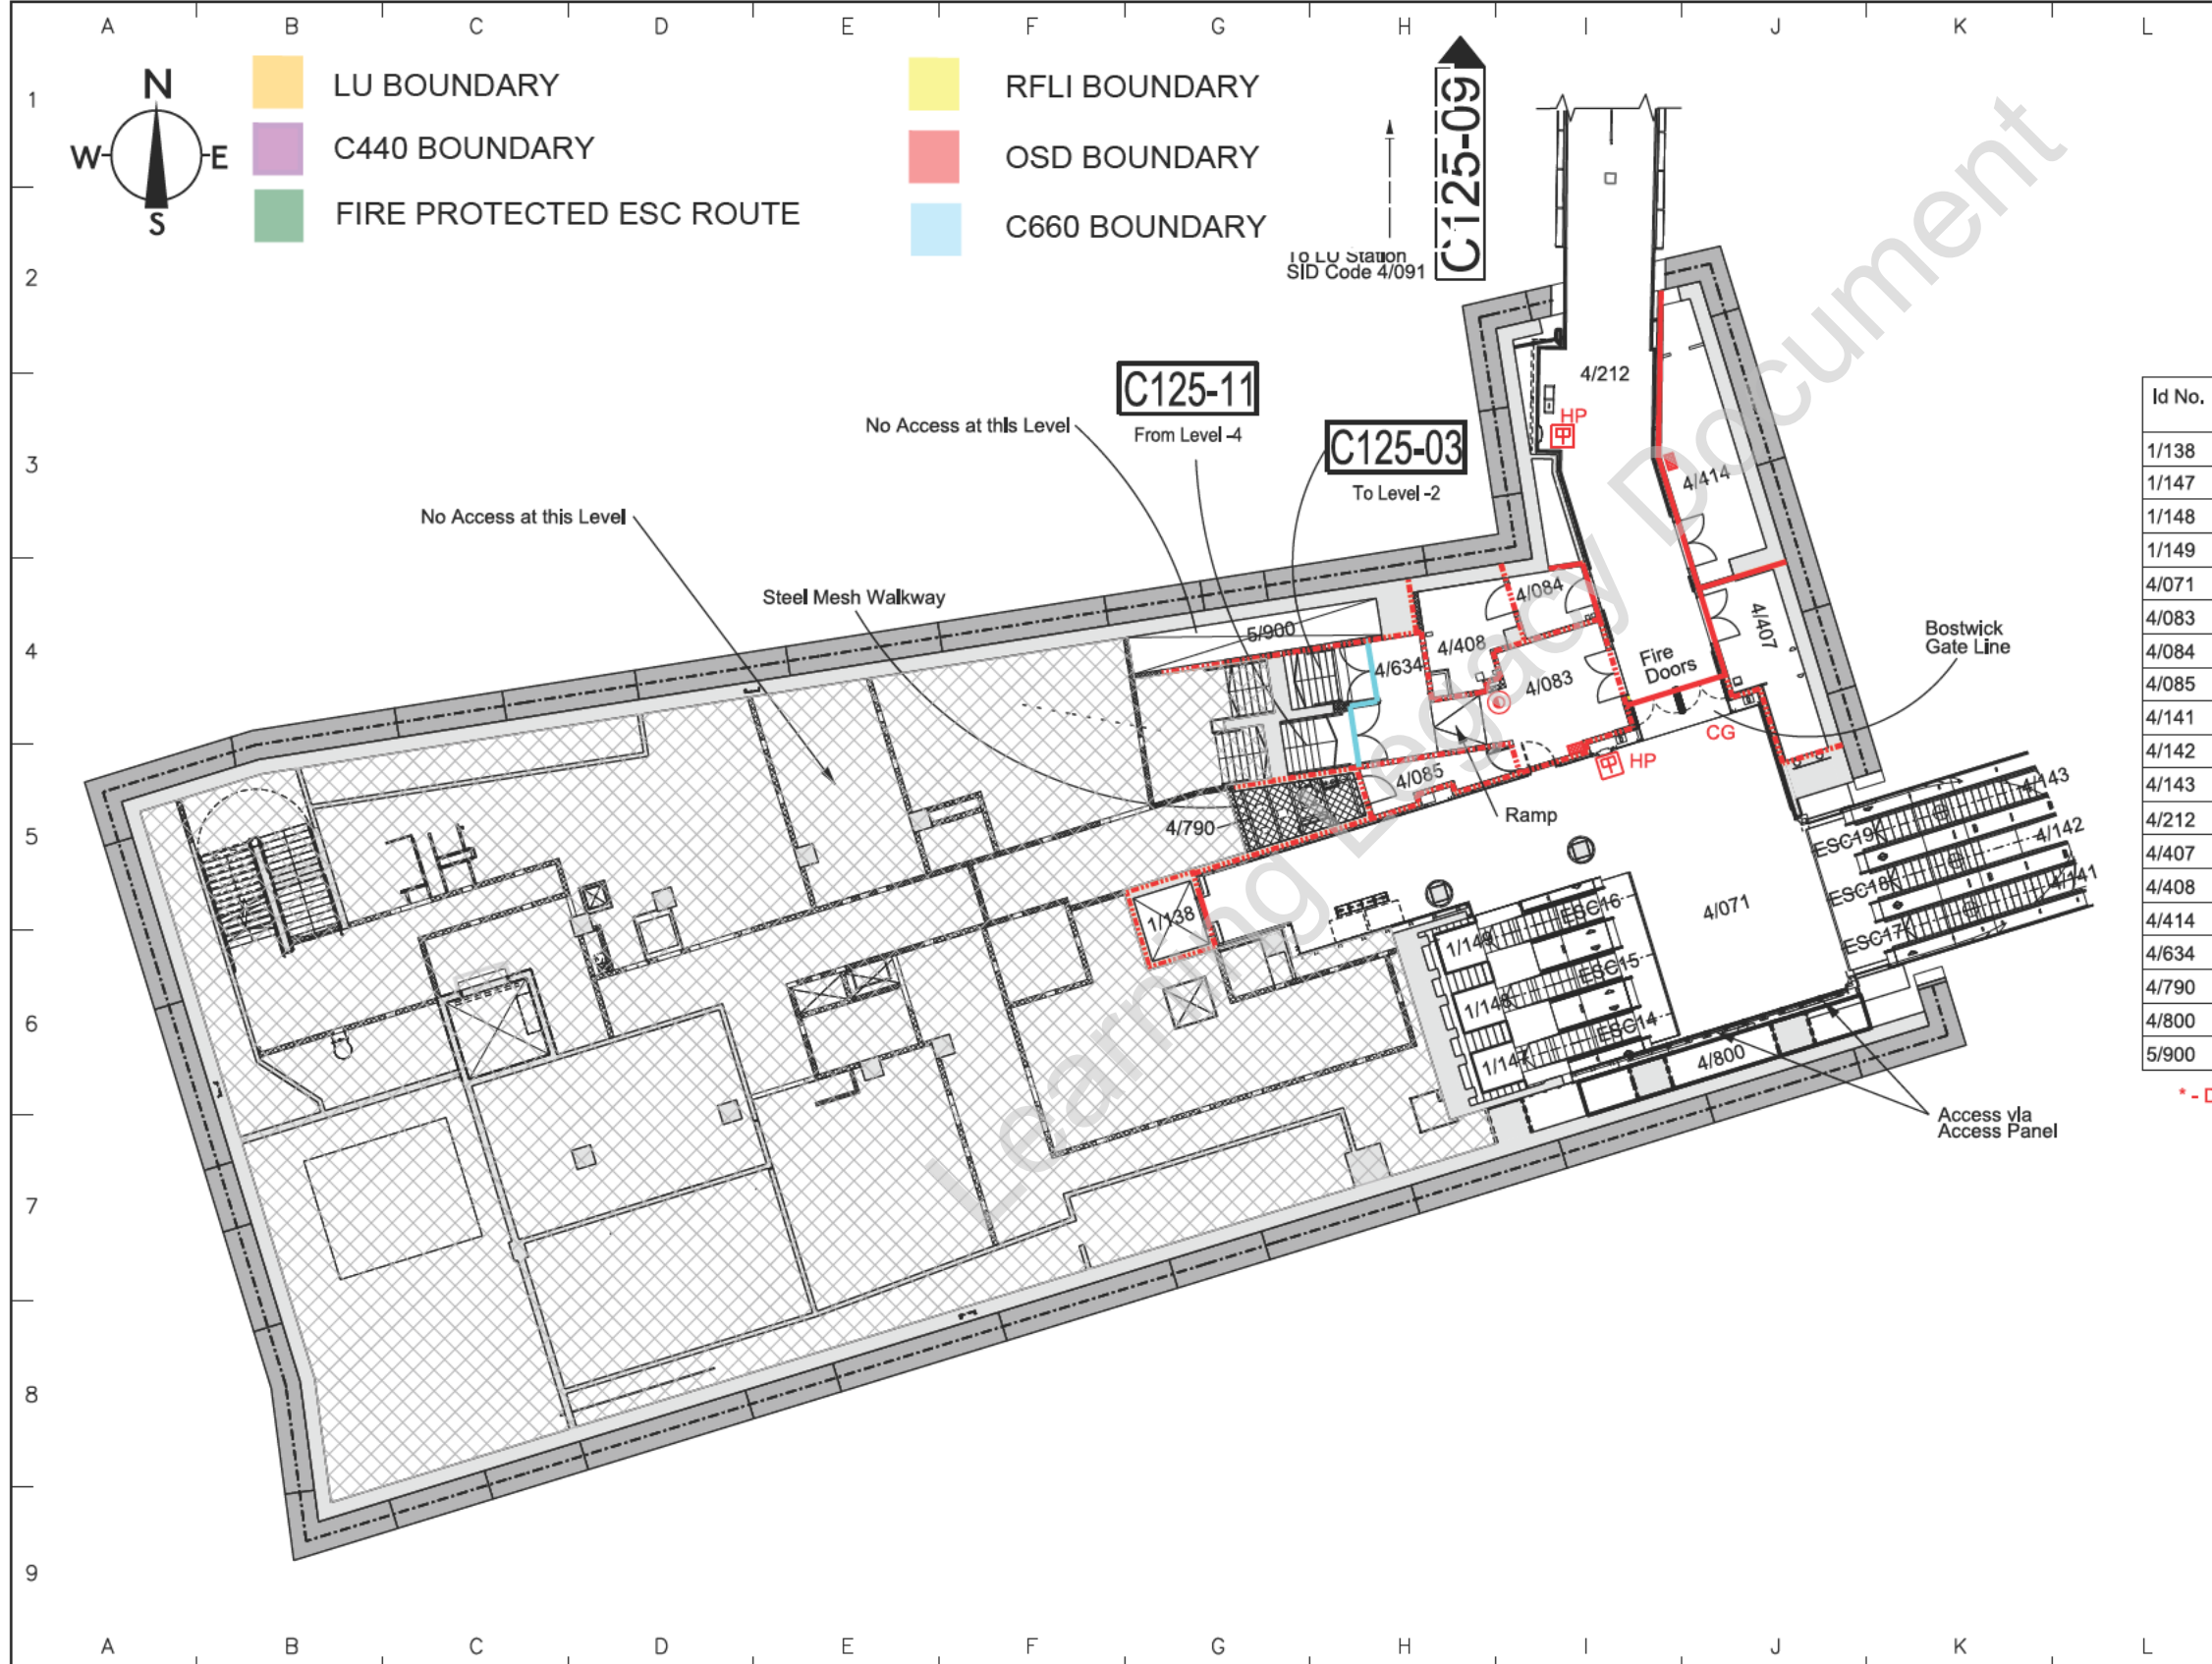 A B C D E F G H I J K L
1
2
3
4
5
6
7
8
9
N
W E
S
LU BOUNDARY
C440 BOUNDARY
FIRE PROTECTED ESC ROUTE
RFLI BOUNDARY
OSD BOUNDARY
C660 BOUNDARY
To LU Station
SID Code 4/091
C125-09
C125-11
From Level -4
C125-03
To Level -2
No Access at this Level
No Access at this Level
Steel Mesh Walkway
4/212
HP
4/414
4/084
5/900
4/408
4/634
4/083
4/407
Fire
Doors
Bostwick
Gate Line
CG
HP
4/085
Ramp
4/790
1/138
4/071
4/143
4/142
4/141
ESC19
ESC18
ESC17
ESC16
ESC15
ESC14
1/149
1/148
1/147
4/800
Access via
Access Panel
Learning Legacy Document
Id No.
1/138
1/147
1/148
1/149
4/071
4/083
4/084
4/085
4/141
4/142
4/143
4/212
4/407
4/408
4/414
4/634
4/790
4/800
5/900
* -
A B C D E F G H I J K L